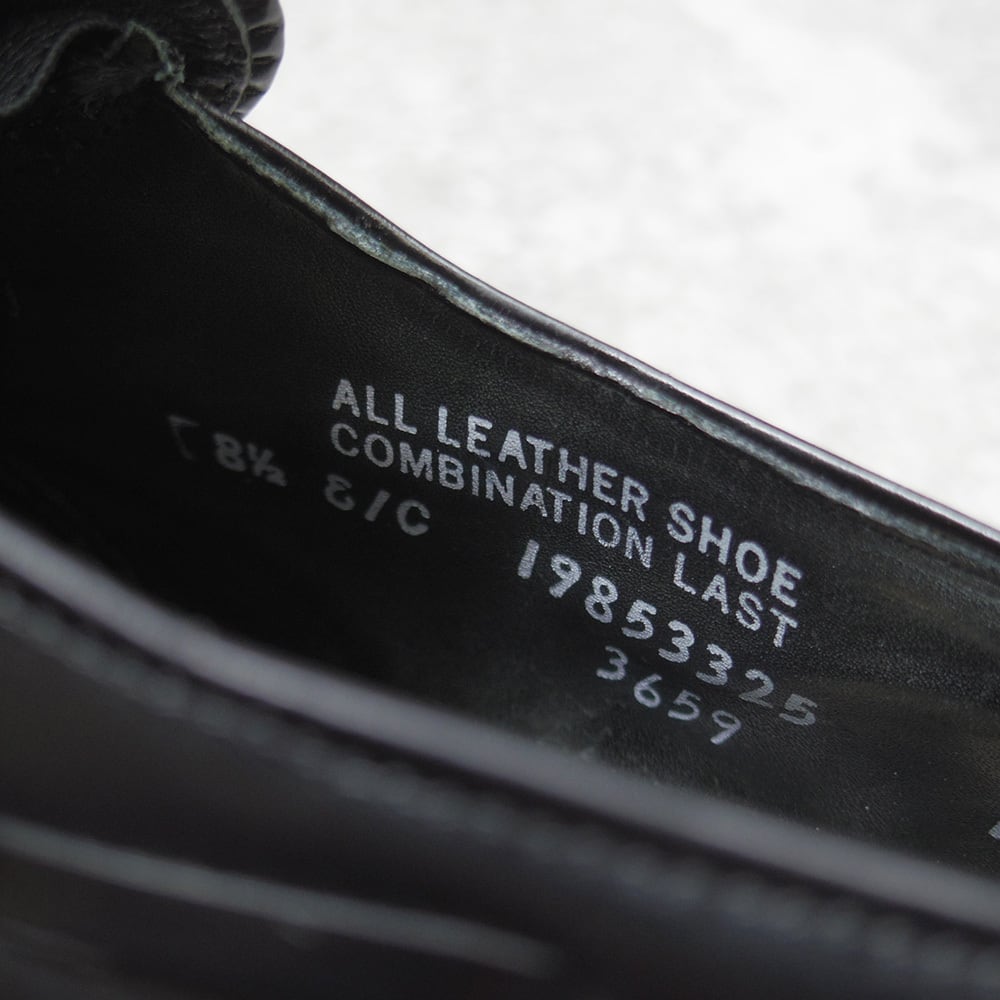 ALL LEATHER SHOE
COMBINATION LAST
8½ E/C 19853325
3659